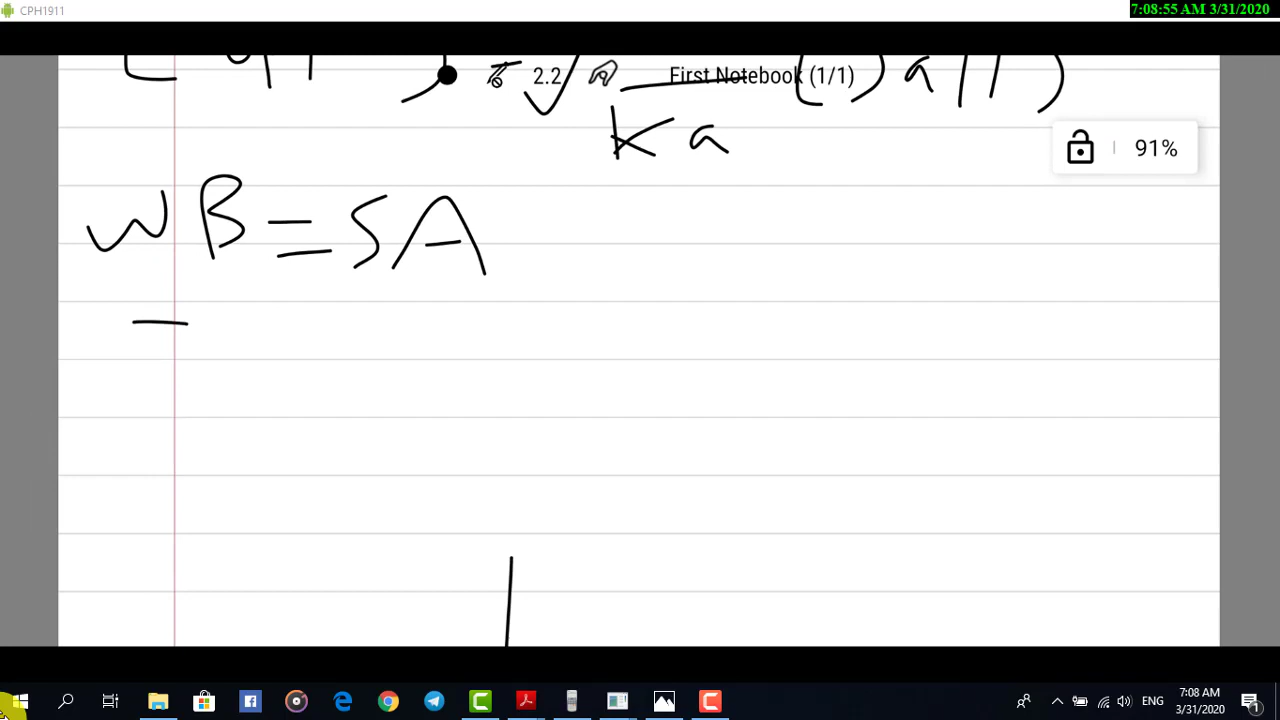 CPH1911
7:08:55 AM 3/31/2020
2.2
First Notebook (1/1)
Ka
91%
WB = SA
ENG
7:08 AM
3/31/2020